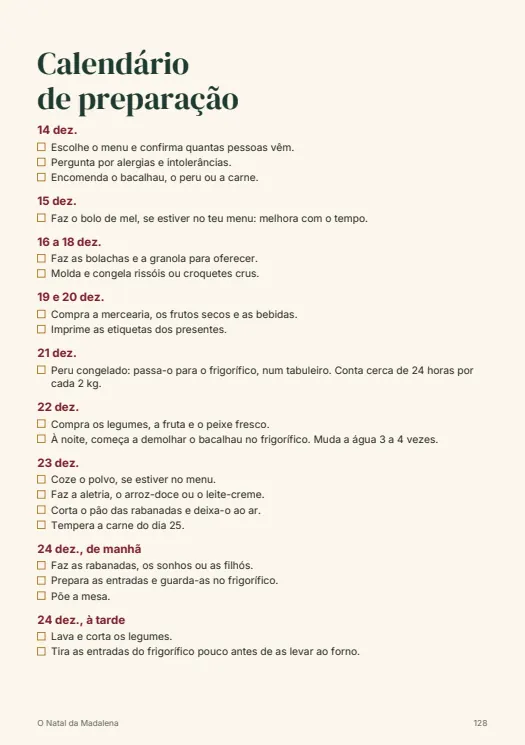 Calendário
de preparação
14 dez.
Escolhe o menu e confirma quantas pessoas vêm.
Pergunta por alergias e intolerâncias.
Encomenda o bacalhau, o peru ou a carne.
15 dez.
Faz o bolo de mel, se estiver no teu menu: melhora com o tempo.
16 a 18 dez.
Faz as bolachas e a granola para oferecer.
Molda e congela rissóis ou croquetes crus.
19 e 20 dez.
Compra a mercearia, os frutos secos e as bebidas.
Imprime as etiquetas dos presentes.
21 dez.
Peru congelado: passa-o para o frigorífico, num tabuleiro. Conta cerca de 24 horas por
cada 2 kg.
22 dez.
Compra os legumes, a fruta e o peixe fresco.
À noite, começa a demolhar o bacalhau no frigorífico. Muda a água 3 a 4 vezes.
23 dez.
Coze o polvo, se estiver no menu.
Faz a aletria, o arroz-doce ou o leite-creme.
Corta o pão das rabanadas e deixa-o ao ar.
Tempera a carne do dia 25.
24 dez., de manhã
Faz as rabanadas, os sonhos ou as filhós.
Prepara as entradas e guarda-as no frigorífico.
Põe a mesa.
24 dez., à tarde
Lava e corta os legumes.
Tira as entradas do frigorífico pouco antes de as levar ao forno.
O Natal da Madalena
128